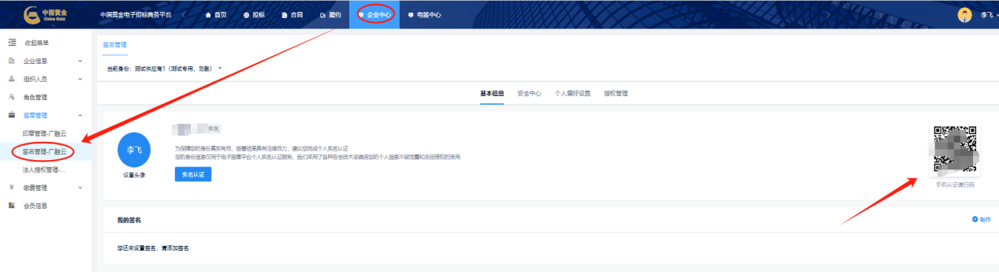 中国黄金
China Gold
中国黄金电子招标商务平台
首页
投标
合同
履约
企业中心
电签中心
李飞
收起菜单
企业信息
组织人员
角色管理
签章管理
印章管理-广融云
签名管理-广融云
法人授权管理-...
缴费管理
会员信息
签名管理
当前身份：测试供应商1（测试专用，勿删）
基本信息
安全中心
个人偏好设置
授权管理
李飞
设置头像
实名
为保障您的身份真实有效，签署结果具有法律效力，建议您完成个人实名认证
您的身份信息仅用于电子签章平台个人实名认证服务，我们采用了各种安全技术来确保您的个人信息不被泄露和未经授权的使用
实名认证
手机认证请扫码
我的签名
制作
您还未设置签名，请添加签名